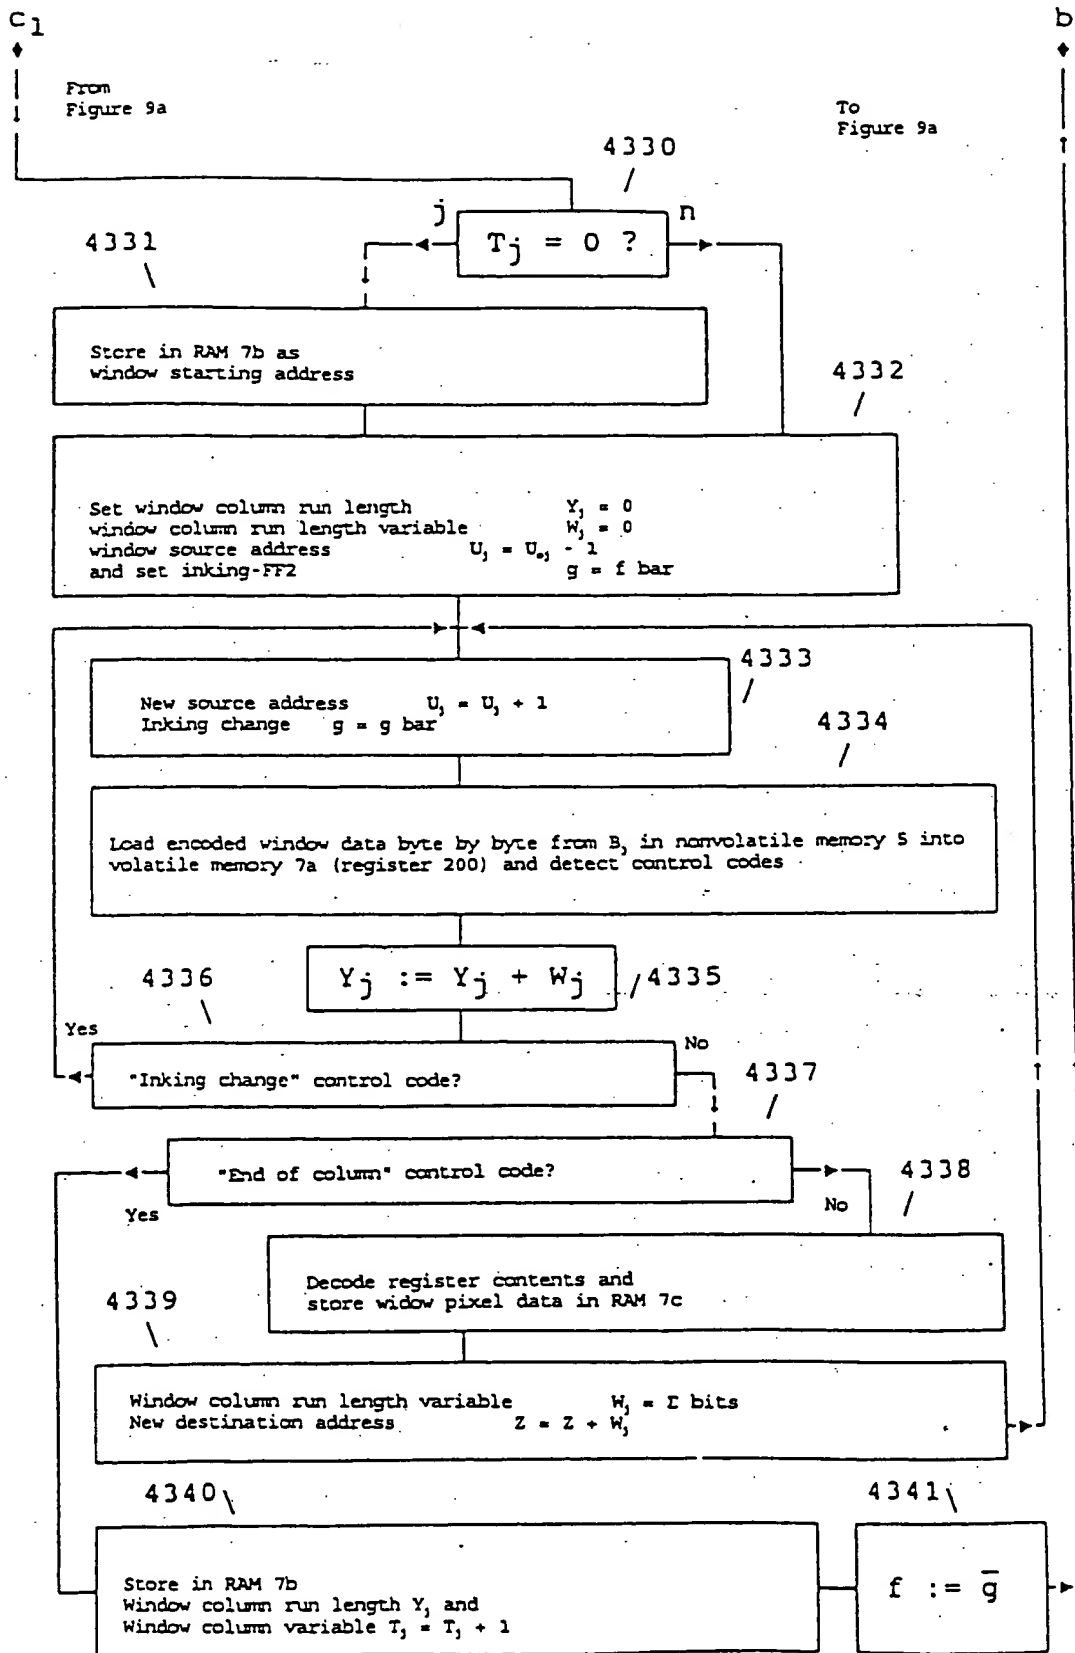 c1
b
From
Figure 9a
To
Figure 9a
4330
j
n
Tj = 0 ?
4331
Store in RAM 7b as
window starting address
4332
Set window column run length Yj = 0
window column run length variable Wj = 0
window source address Uj = Uoj - 1
and set inking-FF2 g = f bar
4333
New source address Uj = Uj + 1
Inking change g = g bar
4334
Load encoded window data byte by byte from Bj in nonvolatile memory 5 into
volatile memory 7a (register 200) and detect control codes
4336
Yj := Yj + Wj
4335
Yes
No
"Inking change" control code?
4337
"End of column" control code?
4338
Yes
No
Decode register contents and
store widow pixel data in RAM 7c
4339
Window column run length variable Wj = Σ bits
New destination address Z = Z + Wj
4340
4341
Store in RAM 7b
Window column run length Yj and
Window column variable Tj = Tj + 1
f := g̅